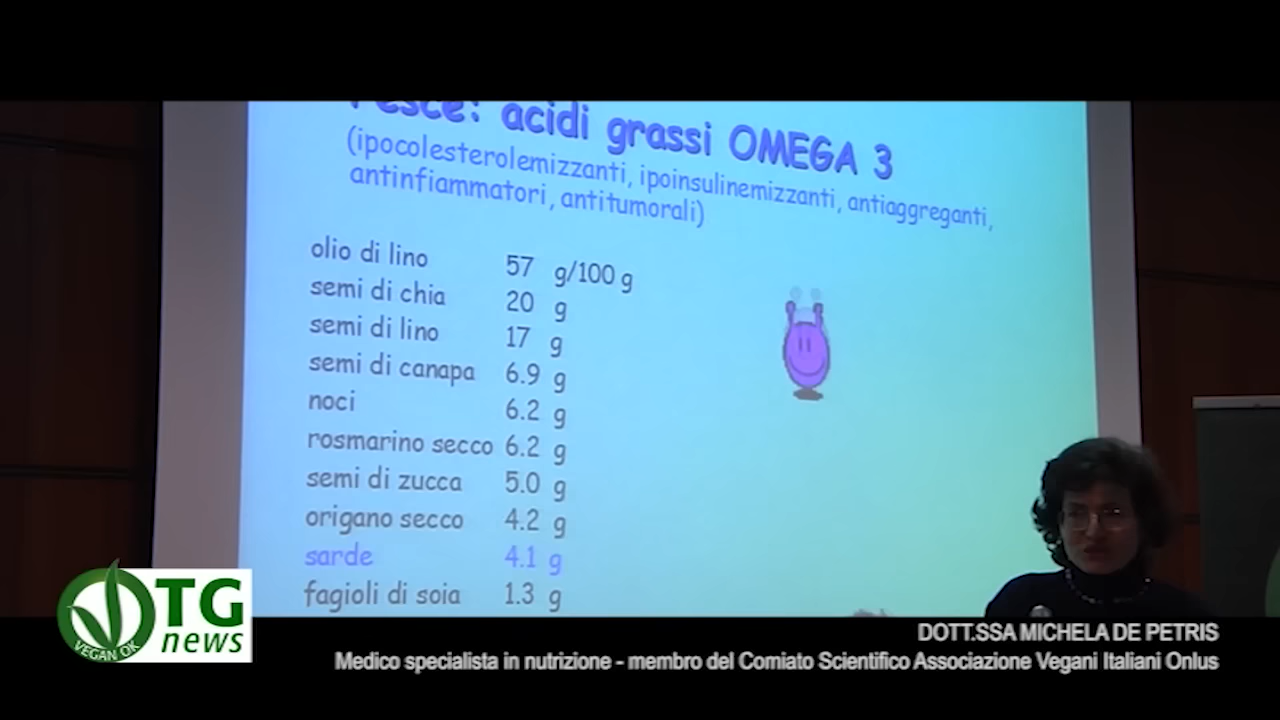 Pesce: acidi grassi OMEGA 3
(ipocolesterolemizzanti, ipoinsulinemizzanti, antiaggreganti,
antinfiammatori, antitumorali)
olio di lino 57 g/100 g
semi di chia 20 g
semi di lino 17 g
semi di canapa 6.9 g
noci 6.2 g
rosmarino secco 6.2 g
semi di zucca 5.0 g
origano secco 4.2 g
sarde 4.1 g
fagioli di soia 1.3 g
VEGAN OK
TG
news
DOTT.SSA MICHELA DE PETRIS
Medico specialista in nutrizione - membro del Comiato Scientifico Associazione Vegani Italiani Onlus